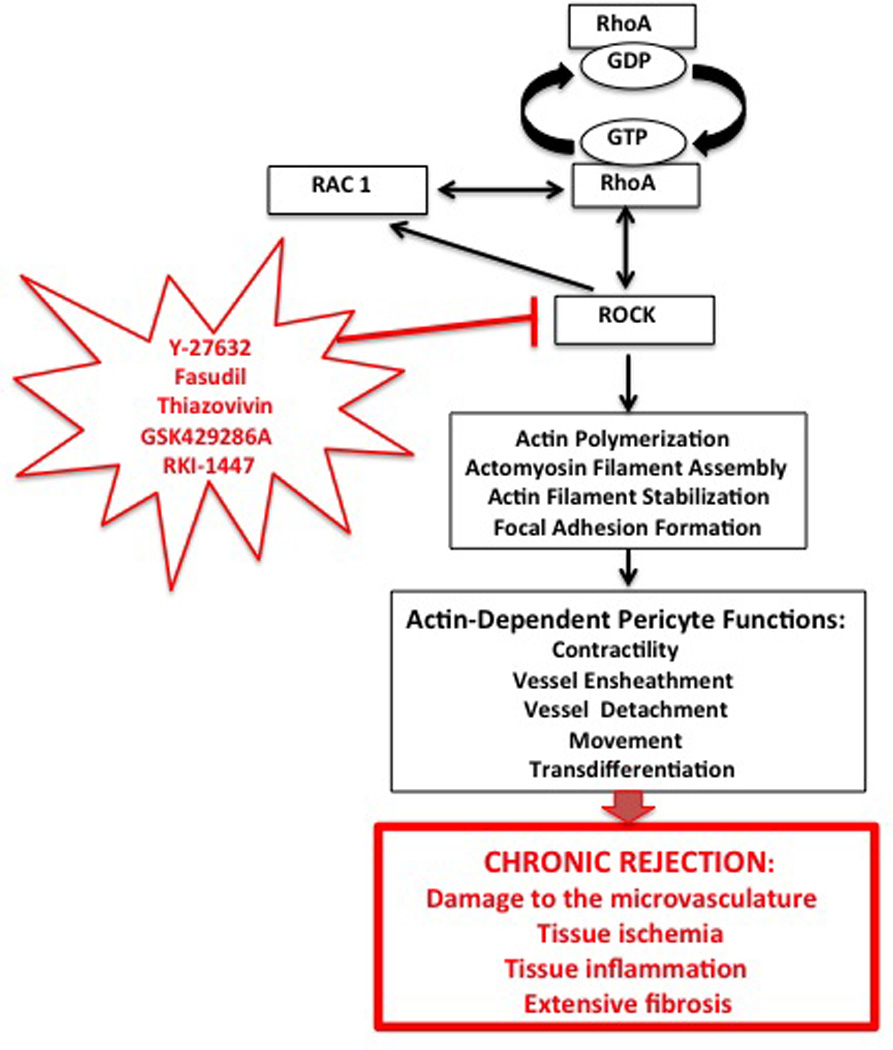 RhoA
GDP
GTP
RhoA
RAC 1
ROCK
Y-27632
Fasudil
Thiazovivin
GSK429286A
RKI-1447
Actin Polymerization
Actomyosin Filament Assembly
Actin Filament Stabilization
Focal Adhesion Formation
Actin-Dependent Pericyte Functions:
Contractility
Vessel Ensheathment
Vessel Detachment
Movement
Transdifferentiation
CHRONIC REJECTION:
Damage to the microvasculature
Tissue ischemia
Tissue inflammation
Extensive fibrosis